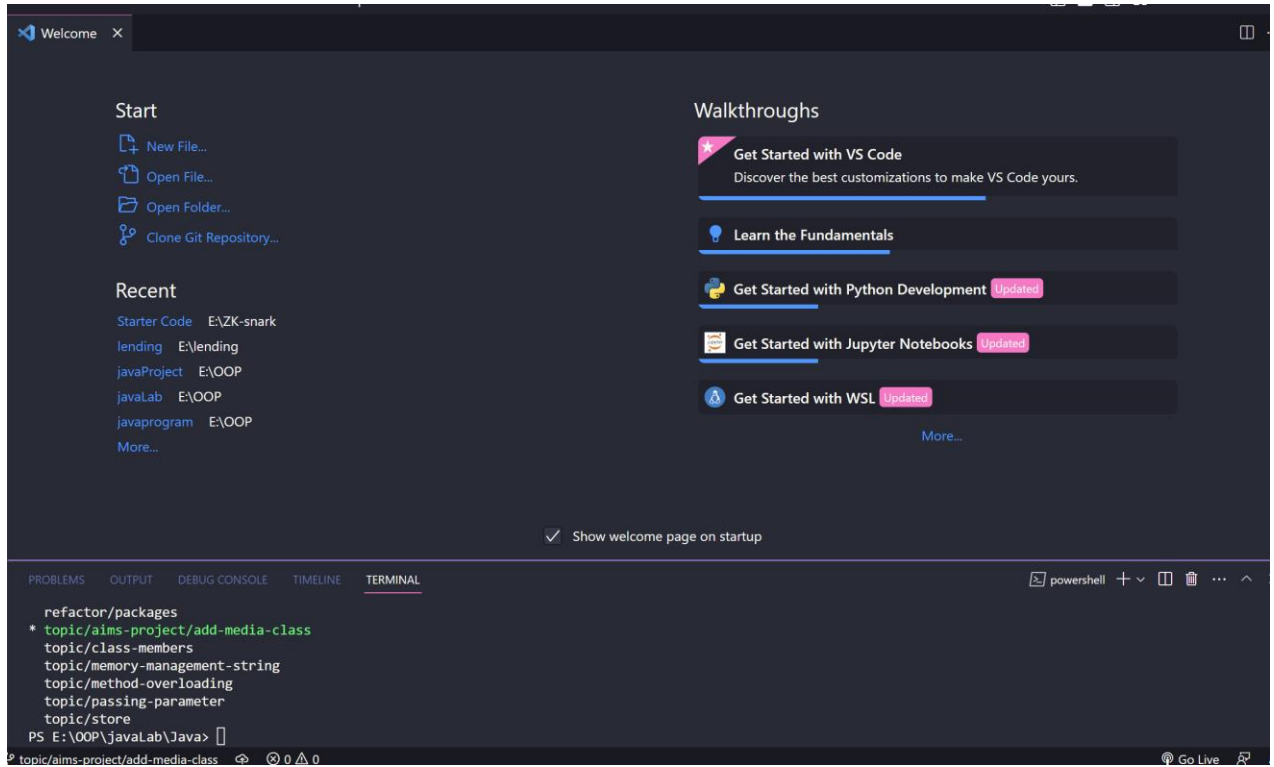 Welcome
Start
New File...
Open File...
Open Folder...
Clone Git Repository...
Recent
Starter Code E:\ZK-snark
lending E:\lending
javaProject E:\OOP
javaLab E:\OOP
javaprogram E:\OOP
More...
Walkthroughs
Get Started with VS Code
Discover the best customizations to make VS Code yours.
Learn the Fundamentals
Get Started with Python Development Updated
Get Started with Jupyter Notebooks Updated
Get Started with WSL Updated
More...
Show welcome page on startup
PROBLEMS OUTPUT DEBUG CONSOLE TIMELINE TERMINAL
powershell
refactor/packages
* topic/aims-project/add-media-class
topic/class-members
topic/memory-management-string
topic/method-overloading
topic/passing-parameter
topic/store
PS E:\OOP\javaLab\Java>
topic/aims-project/add-media-class 0 0 Go Live